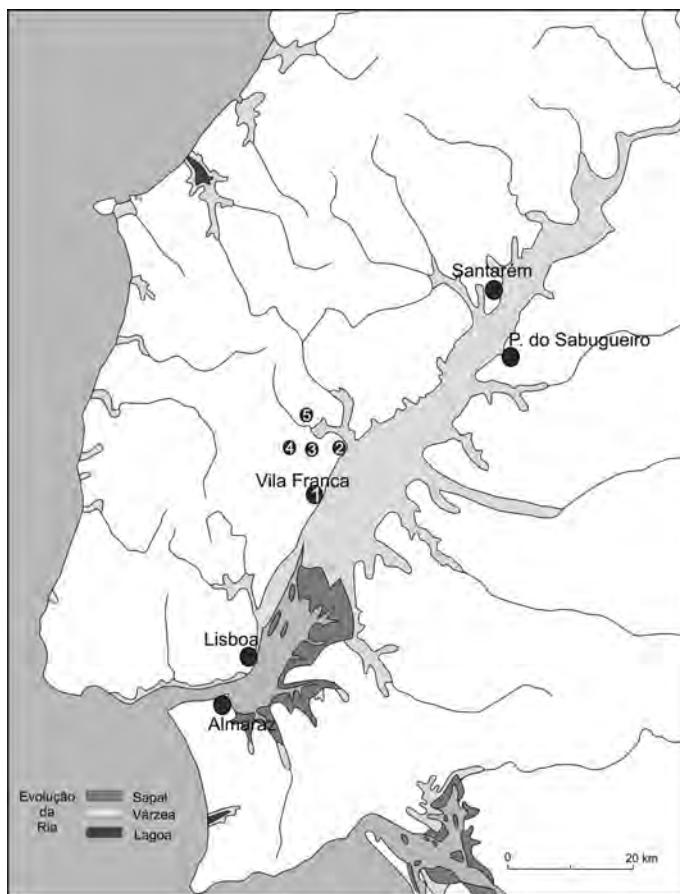 Santarém
P. do Sabugueiro
5
4
3
2
Vila Franca
1
Lisboa
Almaraz
Evolução
da
Ria
Sapal
Várzea
Lagoa
0
20 km